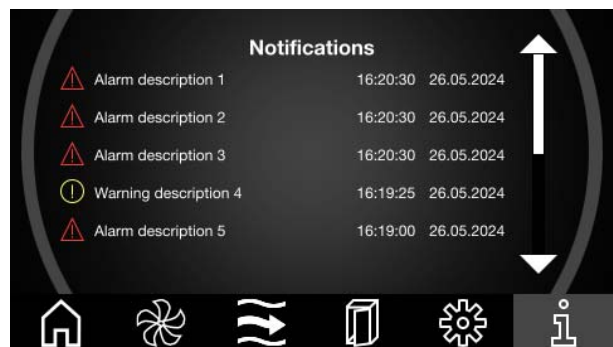 Notifications
Alarm description 1 16:20:30 26.05.2024
Alarm description 2 16:20:30 26.05.2024
Alarm description 3 16:20:30 26.05.2024
Warning description 4 16:19:25 26.05.2024
Alarm description 5 16:19:00 26.05.2024